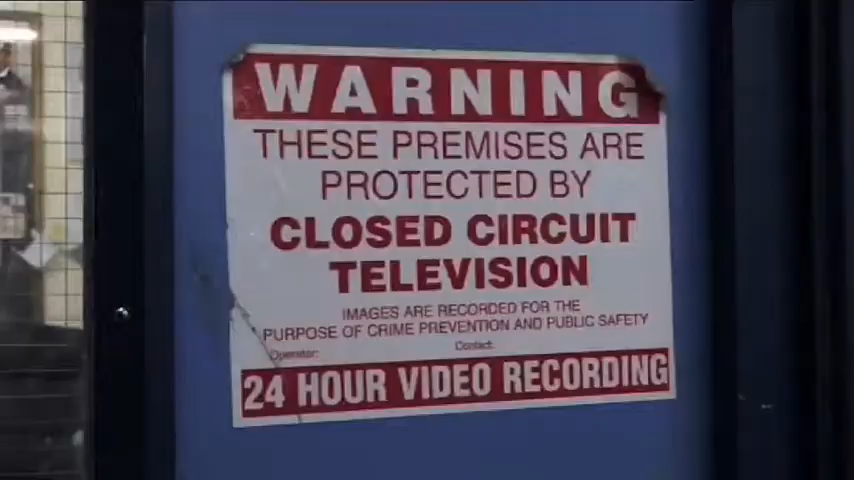 WARNING
THESE PREMISES ARE
PROTECTED BY
CLOSED CIRCUIT
TELEVISION
IMAGES ARE RECORDED FOR THE
PURPOSE OF CRIME PREVENTION AND PUBLIC SAFETY
Operator: Contact:
24 HOUR VIDEO RECORDING